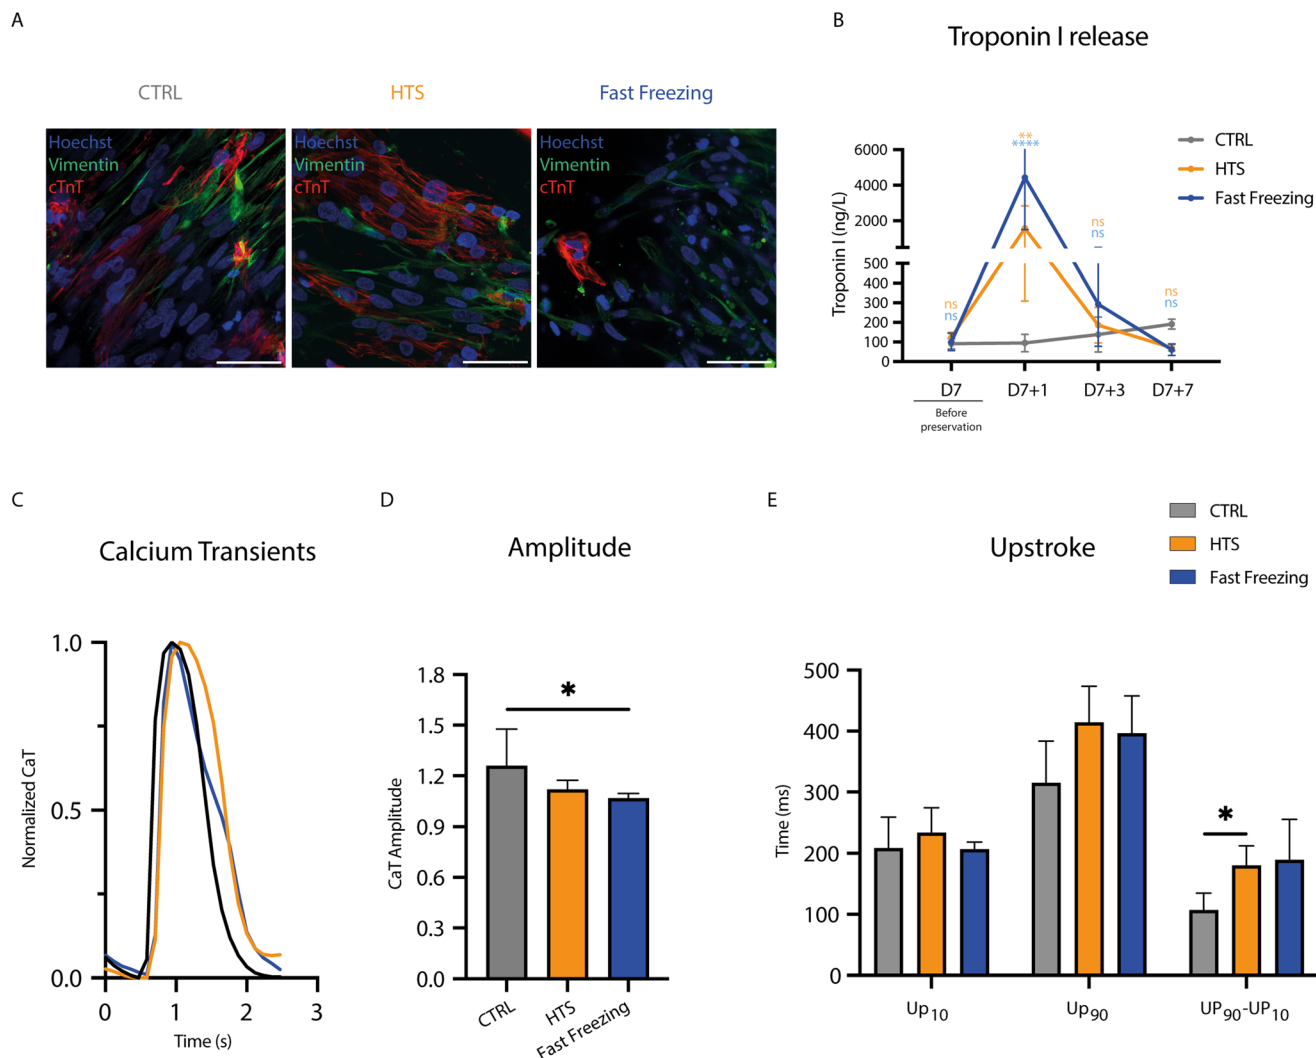 A
CTRL
HTS
Fast Freezing
Hoechst
Vimentin
cTnT
Hoechst
Vimentin
cTnT
Hoechst
Vimentin
cTnT
B
Troponin I release
CTRL
HTS
Fast Freezing
Troponin I (ng/L)
6000
4000
2000
500
400
300
200
100
0
ns
ns
**
****
ns
ns
ns
ns
D7
D7+1
D7+3
D7+7
Before
preservation
C
Calcium Transients
Normalized CaT
1.0
0.5
0.0
0
1
2
3
Time (s)
D
Amplitude
CaT Amplitude
1.8
1.5
1.2
0.9
0.6
0.3
0.0
*
CTRL
HTS
Fast Freezing
E
CTRL
HTS
Fast Freezing
Upstroke
Time (ms)
500
400
300
200
100
0
*
Up10
Up90
UP90-UP10